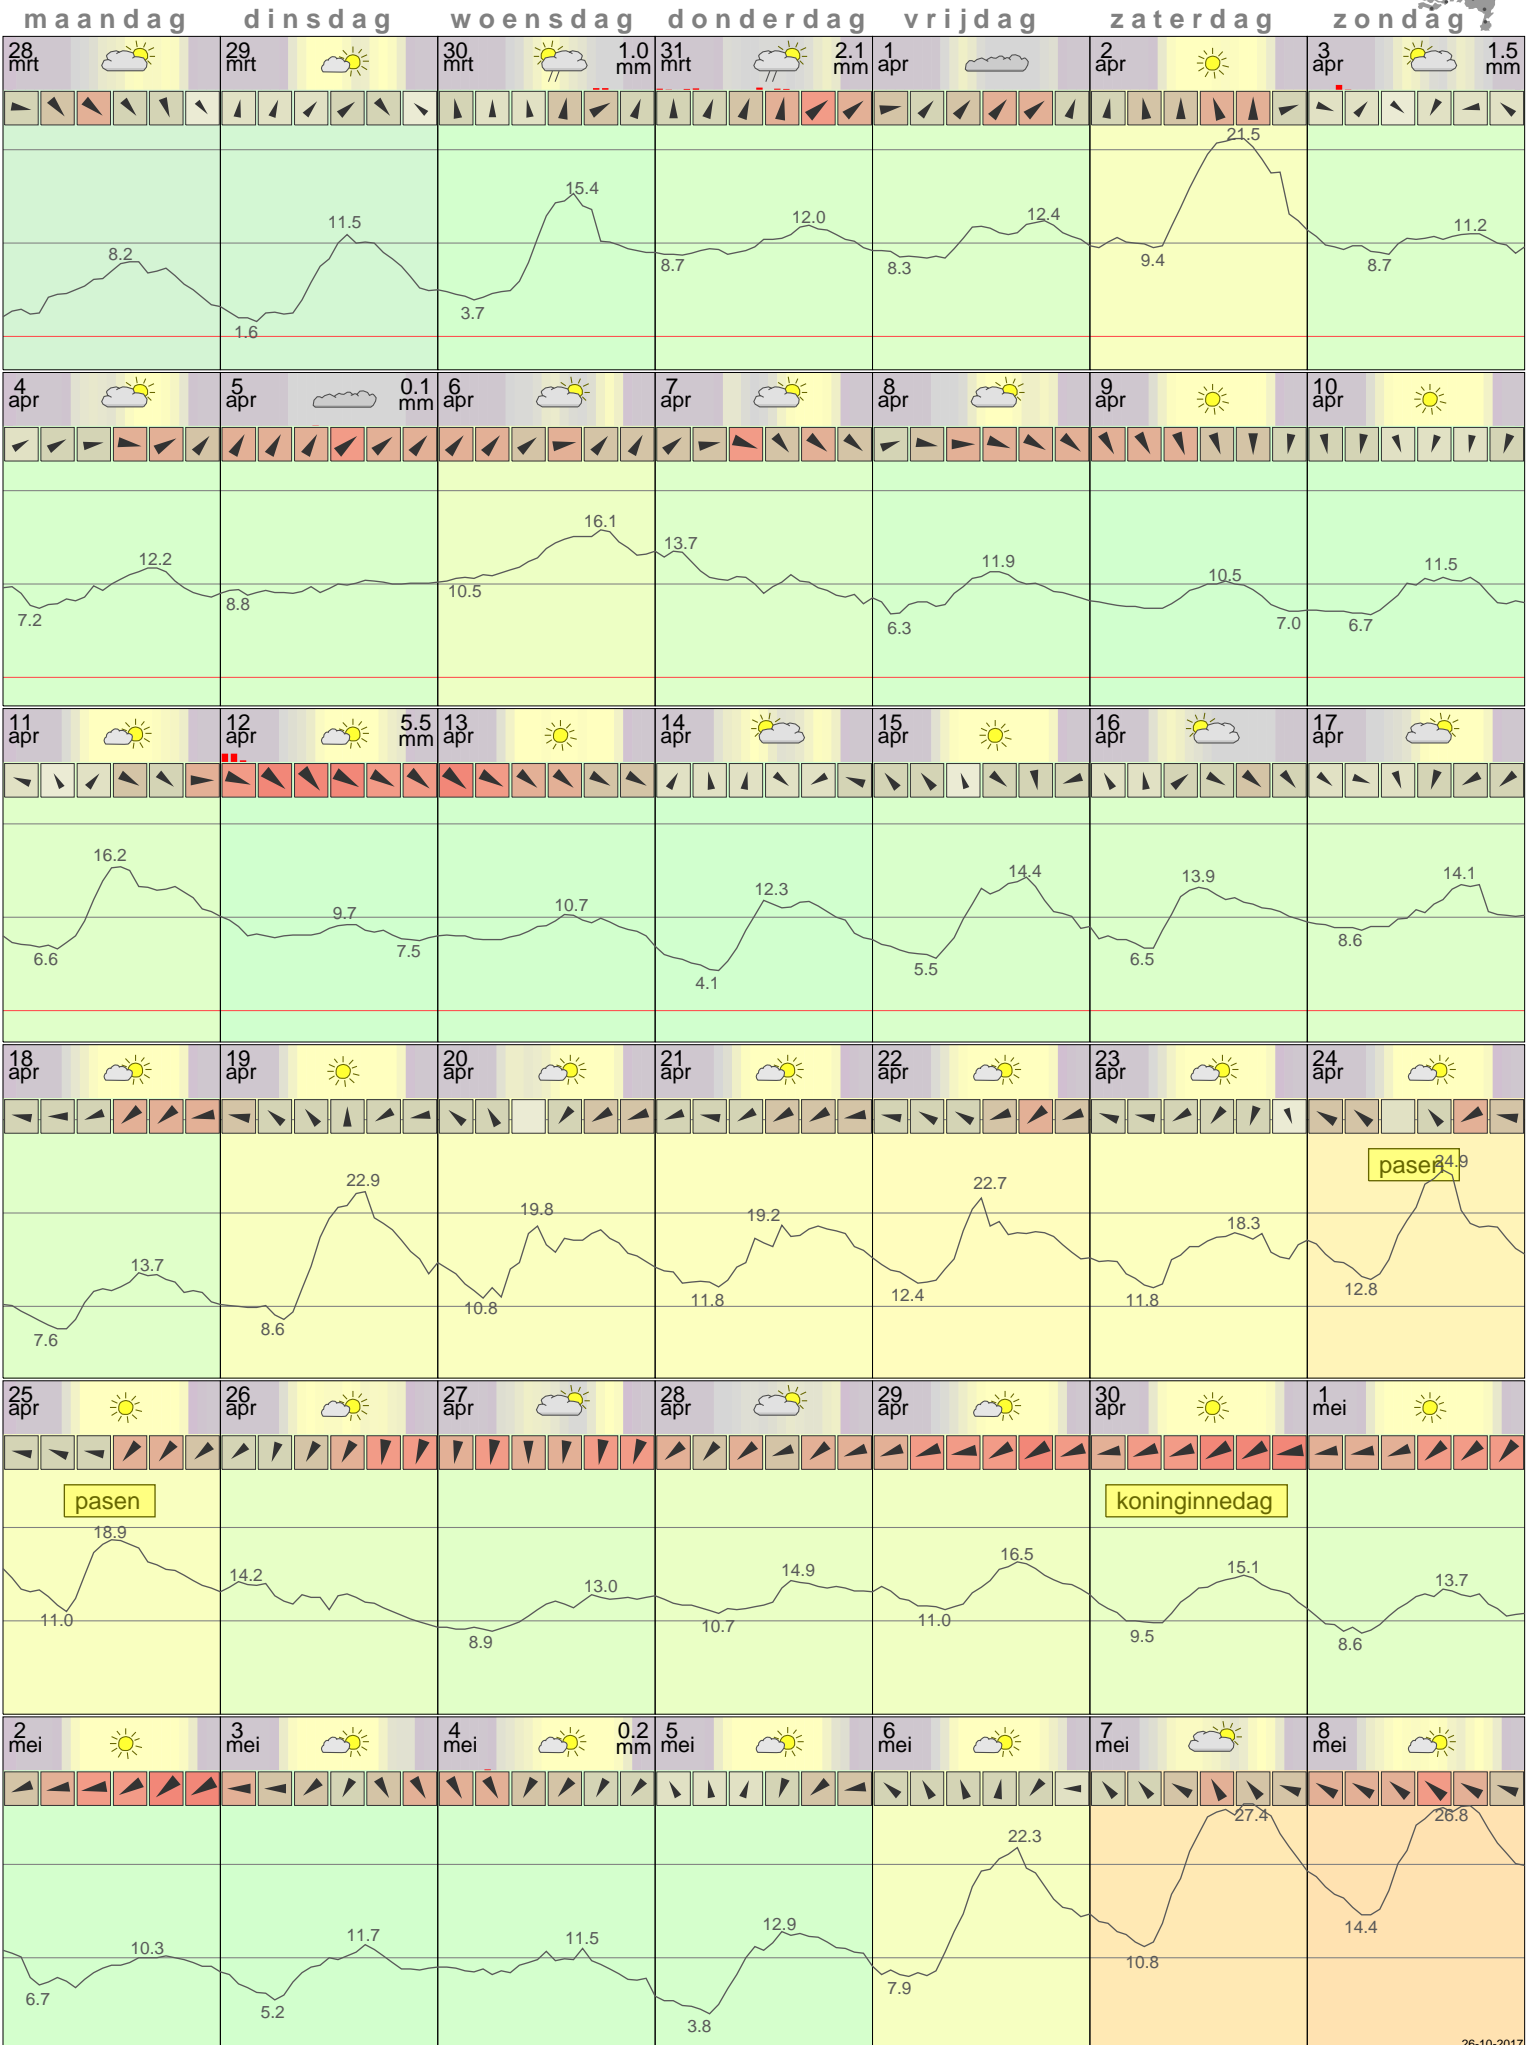 maandag dinsdag woensdag donderdag vrijdag zaterdag zondag
28 mrt 29 mrt 30 mrt 1.0 mm 31 mrt 2.1 mm 1 apr 2 apr 3 apr 1.5 mm
8.2 1.6 11.5 3.7 15.4 8.7 12.0 8.3 12.4 9.4 21.5 8.7 11.2
4 apr 5 apr 0.1 mm 6 apr 7 apr 8 apr 9 apr 10 apr
7.2 12.2 8.8 10.5 16.1 13.7 6.3 11.9 10.5 7.0 6.7 11.5
11 apr 12 apr 5.5 mm 13 apr 14 apr 15 apr 16 apr 17 apr
6.6 16.2 9.7 7.5 10.7 4.1 12.3 5.5 14.4 6.5 13.9 8.6 14.1
18 apr 19 apr 20 apr 21 apr 22 apr 23 apr 24 apr
pasen
7.6 13.7 8.6 22.9 10.8 19.8 11.8 19.2 12.4 22.7 11.8 18.3 12.8 24.9
25 apr 26 apr 27 apr 28 apr 29 apr 30 apr 1 mei
pasen koninginnedag
11.0 18.9 14.2 8.9 13.0 10.7 14.9 11.0 16.5 9.5 15.1 8.6 13.7
2 mei 3 mei 4 mei 0.2 mm 5 mei 6 mei 7 mei 8 mei
6.7 10.3 5.2 11.7 11.5 3.8 12.9 7.9 22.3 10.8 27.4 14.4 26.8
26-10-2017